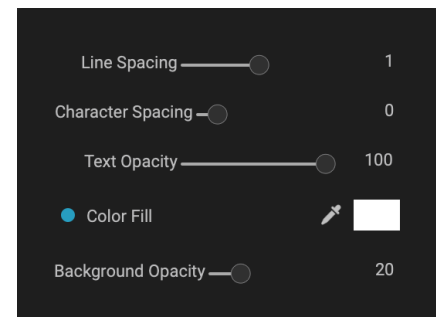 Line Spacing 1
Character Spacing 0
Text Opacity 100
Color Fill
Background Opacity 20